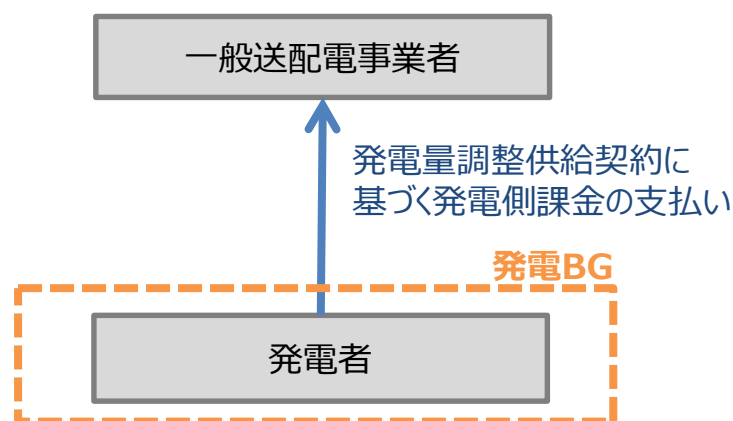 一般送配電事業者
発電量調整供給契約に
基づく発電側課金の支払い
発電BG
発電者